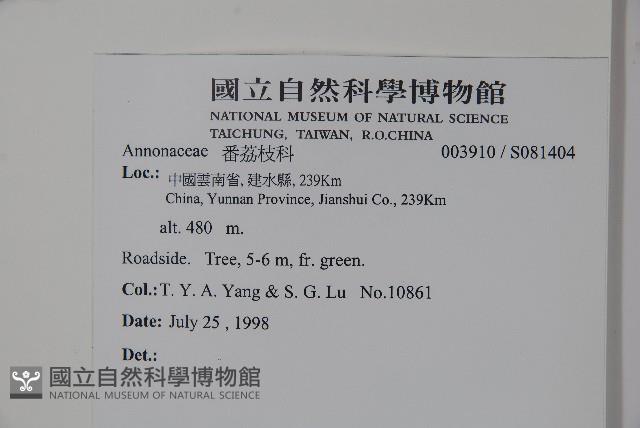 國立自然科學博物館
NATIONAL MUSEUM OF NATURAL SCIENCE
TAICHUNG, TAIWAN, R.O.CHINA
Annonaceae 番荔枝科 003910 / S081404
Loc.: 中國雲南省, 建水縣, 239Km
China, Yunnan Province, Jianshui Co., 239Km
alt. 480 m.
Roadside. Tree, 5-6 m, fr. green.
Col.: T. Y. A. Yang & S. G. Lu No.10861
Date: July 25 , 1998
Det.:
國立自然科學博物館
NATIONAL MUSEUM OF NATURAL SCIENCE